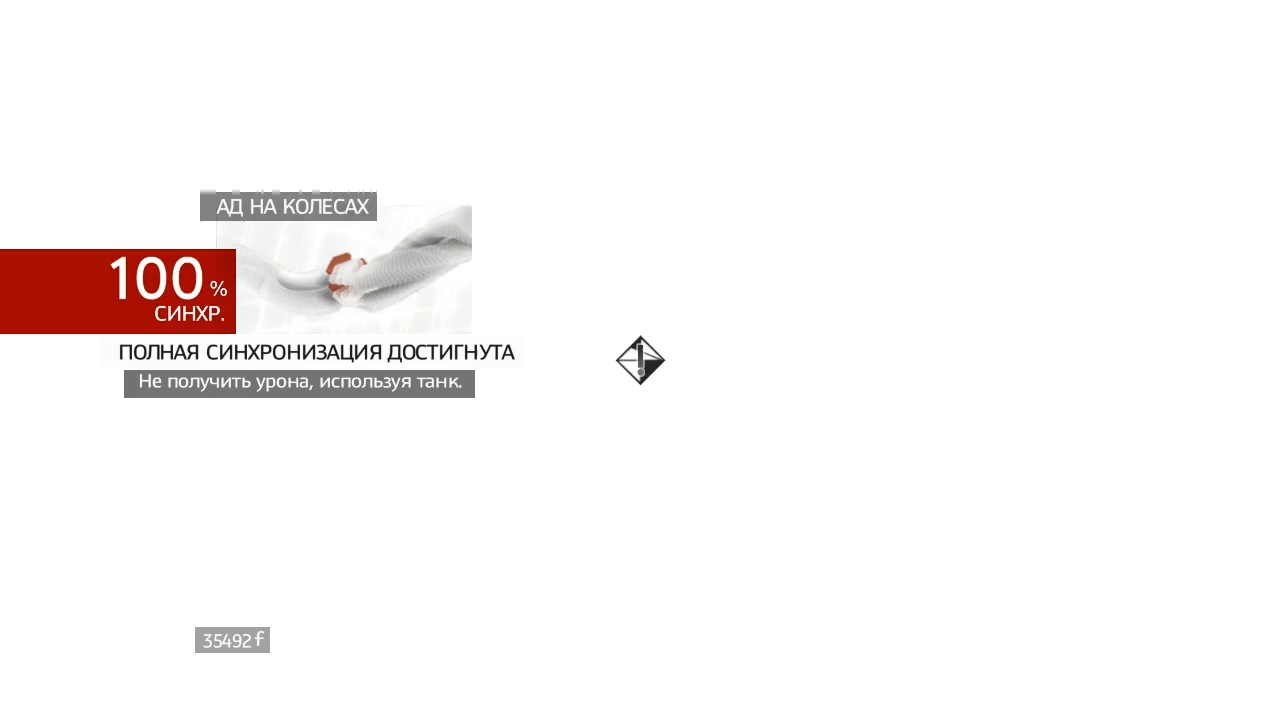 АД НА КОЛЕСАХ
100 %
СИНХР.
ПОЛНАЯ СИНХРОНИЗАЦИЯ ДОСТИГНУТА
Не получить урона, используя танк.
35492 f